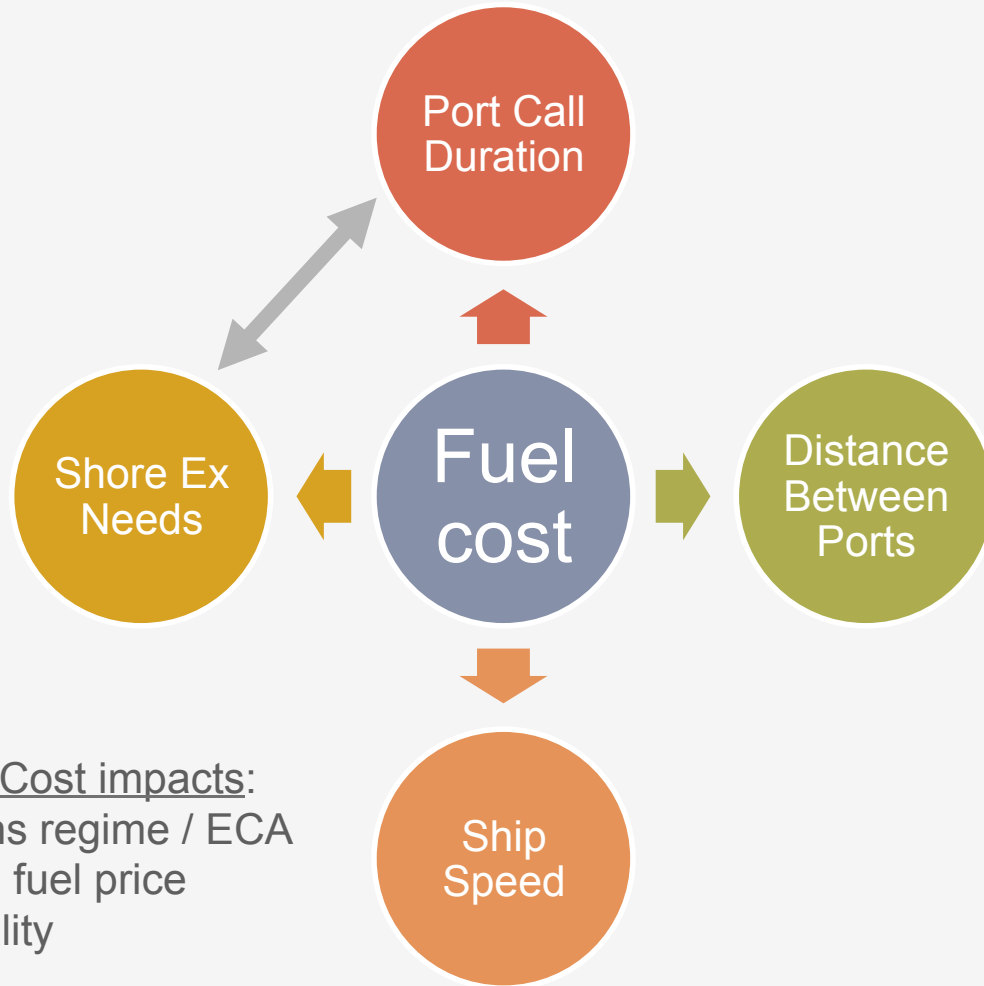 Port Call
Duration
Shore Ex
Needs
Fuel
cost
Distance
Between
Ports
Ship
Speed
Cost impacts:
regime / ECA
fuel price